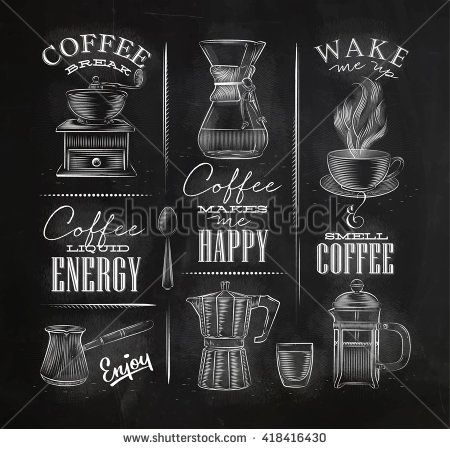 COFFEE
BREAK
Coffee
LIQUID
ENERGY
Enjoy
Coffee
MAKES
me
HAPPY
WAKE
me up
&
SMELL
COFFEE
shutterstock
www.shutterstock.com · 418416430